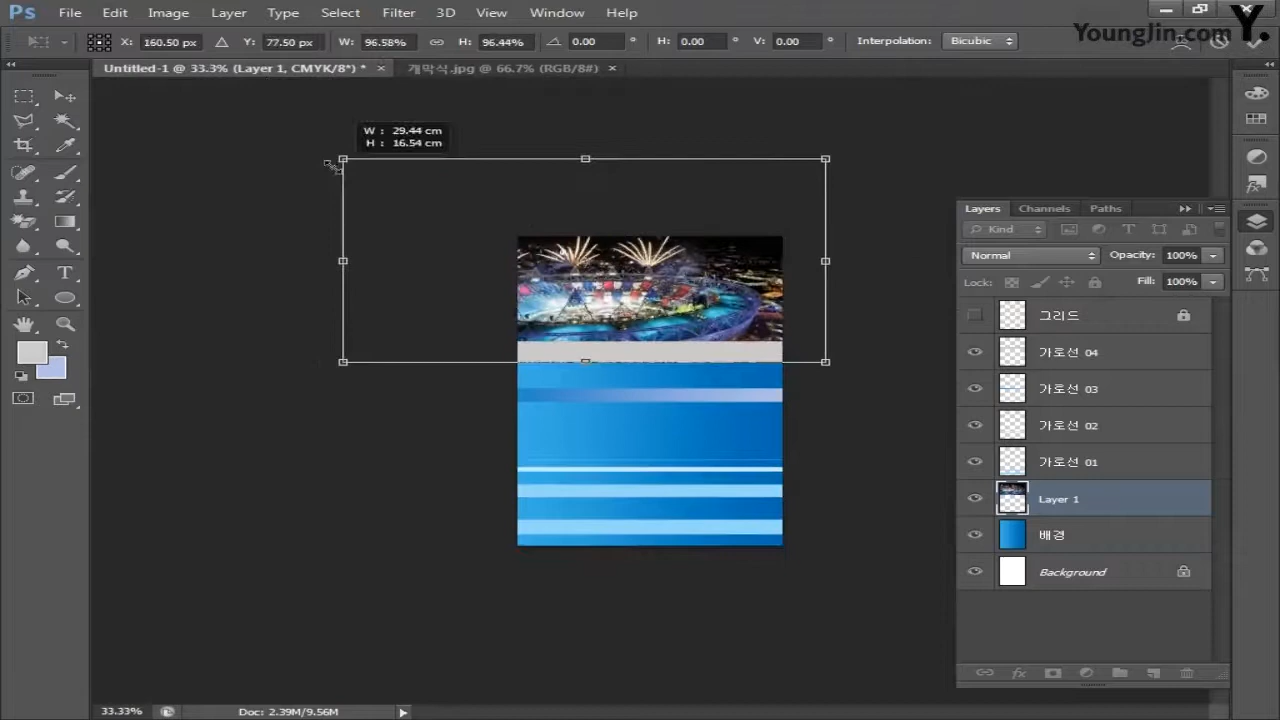 Ps File Edit Image Layer Type Select Filter 3D View Window Help
YoungJin.com Y.
X: 160.50 px Y: 77.50 px W: 96.58% H: 96.44% 0.00 ° H: 0.00 ° V: 0.00 ° Interpolation: Bicubic
Untitled-1 @ 33.3% (Layer 1, CMYK/8*) * × 개막식.jpg @ 66.7% (RGB/8#) ×
W : 29.44 cm
H : 16.54 cm
Layers Channels Paths
Kind
Normal Opacity: 100%
Lock: Fill: 100%
그리드
가로선 04
가로선 03
가로선 02
가로선 01
Layer 1
배경
Background
fx
33.33% Doc: 2.39M/9.56M